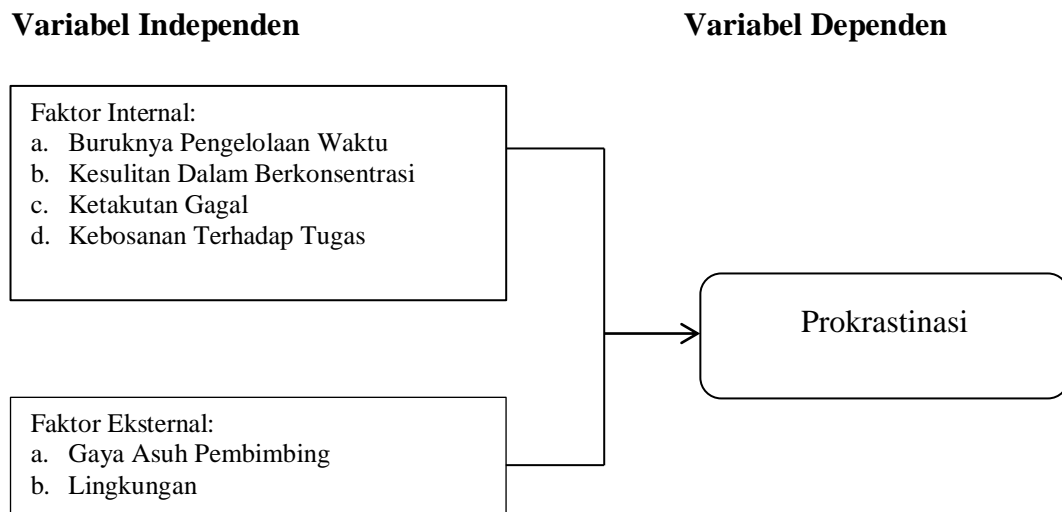 Variabel Independen
Variabel Dependen
Faktor Internal:
a. Buruknya Pengelolaan Waktu
b. Kesulitan Dalam Berkonsentrasi
c. Ketakutan Gagal
d. Kebosanan Terhadap Tugas
Prokrastinasi
Faktor Eksternal:
a. Gaya Asuh Pembimbing
b. Lingkungan